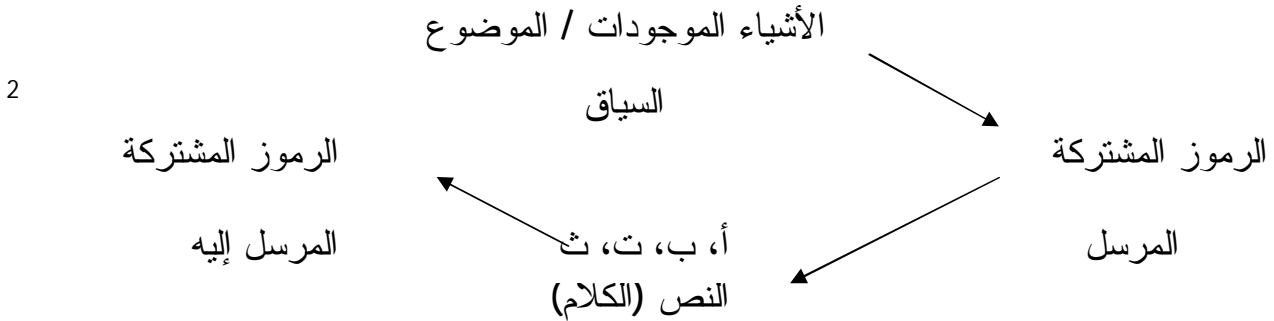 الأشياء الموجودات / الموضوع
2
السياق
الرموز المشتركة
الرموز المشتركة
المرسل
أ، ب، ت، ث
المرسل إليه
النص (الكلام)